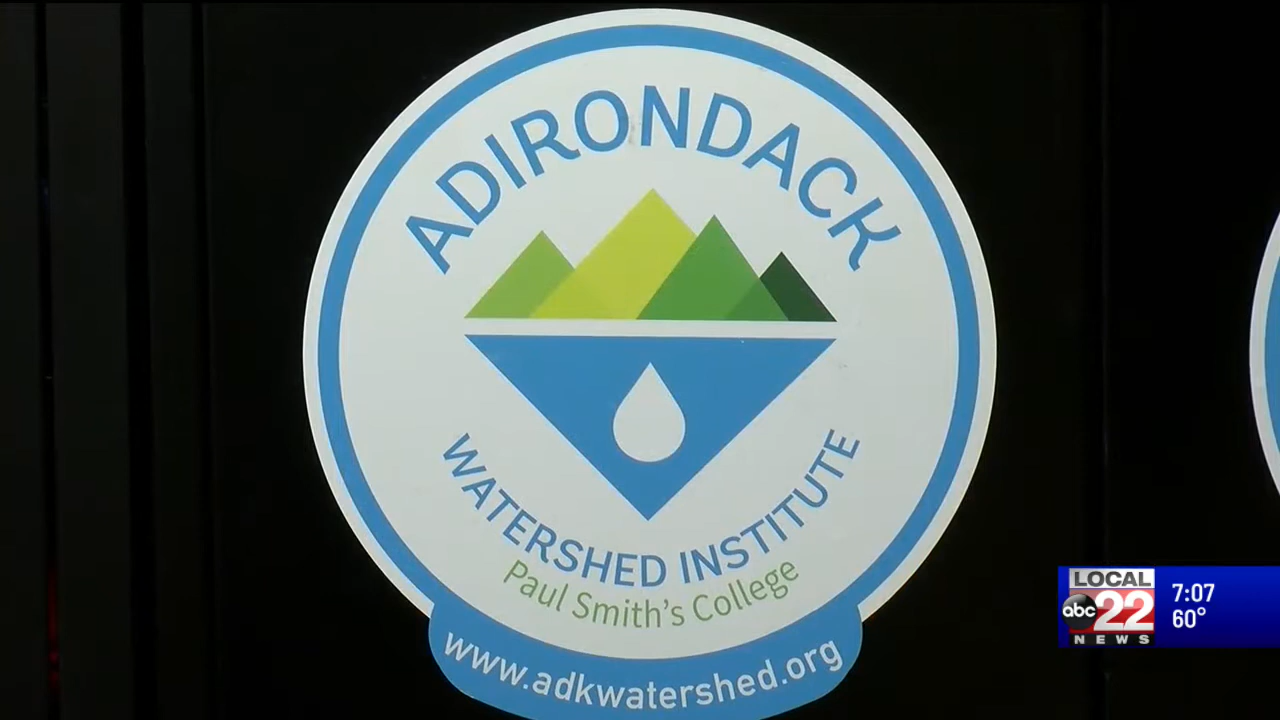 ADIRONDACK
WATERSHED INSTITUTE
Paul Smith's College
www.adkwatershed.org
LOCAL
abc 22
NEWS
7:07
60°